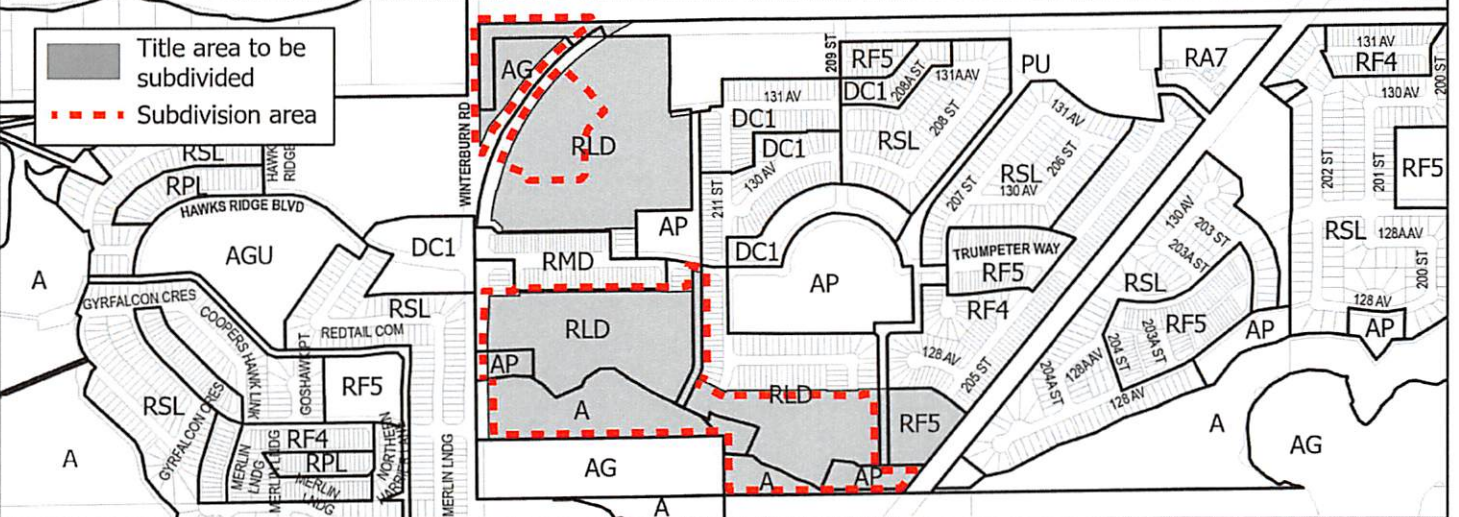 Title area to be
subdivided
Subdivision area
WINTERBURN RD
AG
RLD
209 ST
RF5
208A ST
131A AV
PU
RA7
131 AV
RF4
200 ST
DC1
131 AV
DC1
DC1
130 AV
211 ST
RSL
208 ST
131 AV
RSL
130 AV
206 ST
207 ST
130 AV
202 ST
201 ST
RF5
RSL
HAWK
RIDGE
RPL
HAWKS RIDGE BLVD
AP
DC1
AGU
DC1
RMD
AP
TRUMPETER WAY
RF5
130 AV
203 ST
203A ST
RSL
RSL
128A AV
200 ST
A
GYRFALCON CRES
COOPERS HAWK LINK
REDTAIL COM
RSL
RLD
RF4
128 AV
205 ST
RF5
203A ST
204 ST
AP
128 AV
AP
GOSHAWK PT
RF5
AP
RSL
GYRFALCON CRES
A
RLD
RF5
204A ST
128A AV
128 AV
A
AG
A
RF4
RPL
MERLIN
LNDG
MERLIN LNDG
MERLIN
LNDG
NORTHERN
MERLIN LNDG
AG
A
AP
A